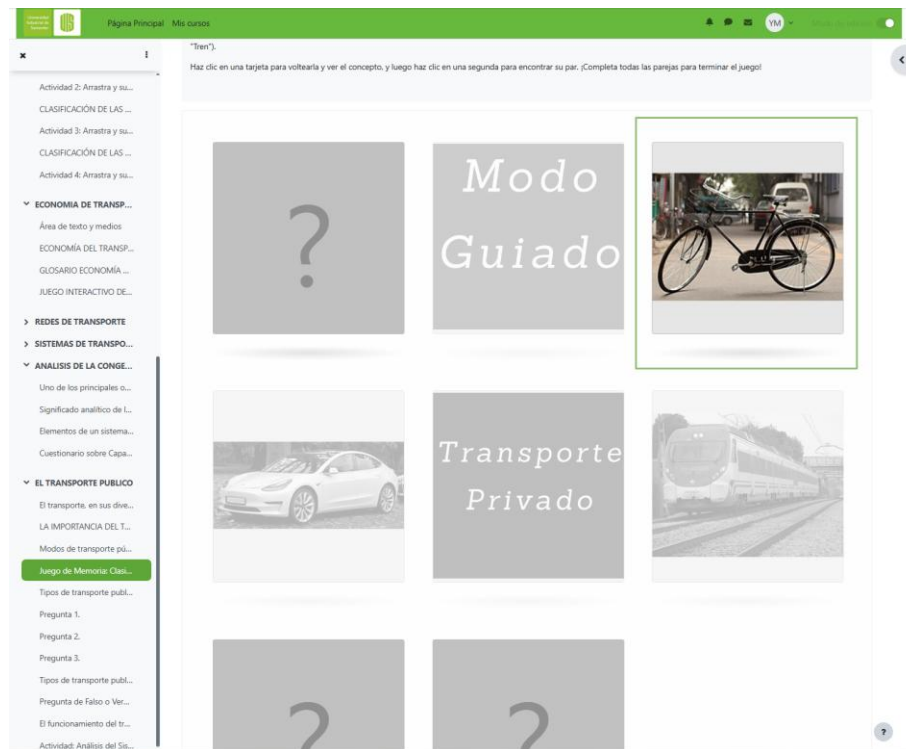 Universidad
Industrial de
Santander
Página Principal Mis cursos
YM
"Tren").
Haz clic en una tarjeta para voltearla y ver el concepto, y luego haz clic en una segunda para encontrar su par. ¡Completa todas las parejas para terminar el juego!
Actividad 2: Arrastra y su...
CLASIFICACIÓN DE LAS ...
Actividad 3: Arrastra y su...
CLASIFICACIÓN DE LAS ...
Actividad 4: Arrastra y su...
ECONOMIA DE TRANSP...
Área de texto y medios
ECONOMÍA DEL TRANSP...
GLOSARIO ECONOMÍA ...
JUEGO INTERACTIVO DE...
REDES DE TRANSPORTE
SISTEMAS DE TRANSPO...
ANALISIS DE LA CONGE...
Uno de los principales o...
Significado analítico de l...
Elementos de un sistema...
Cuestionario sobre Capa...
EL TRANSPORTE PUBLICO
El transporte, en sus dive...
LA IMPORTANCIA DEL T...
Modos de transporte pú...
Juego de Memoria: Clasi...
Tipos de transporte publ...
Pregunta 1.
Pregunta 2.
Pregunta 3.
Tipos de transporte publ...
Pregunta de Falso o Ver...
El funcionamiento del tr...
Actividad: Análisis del Sis...
?
Modo
Guiado
Transporte
Privado
?
?
?